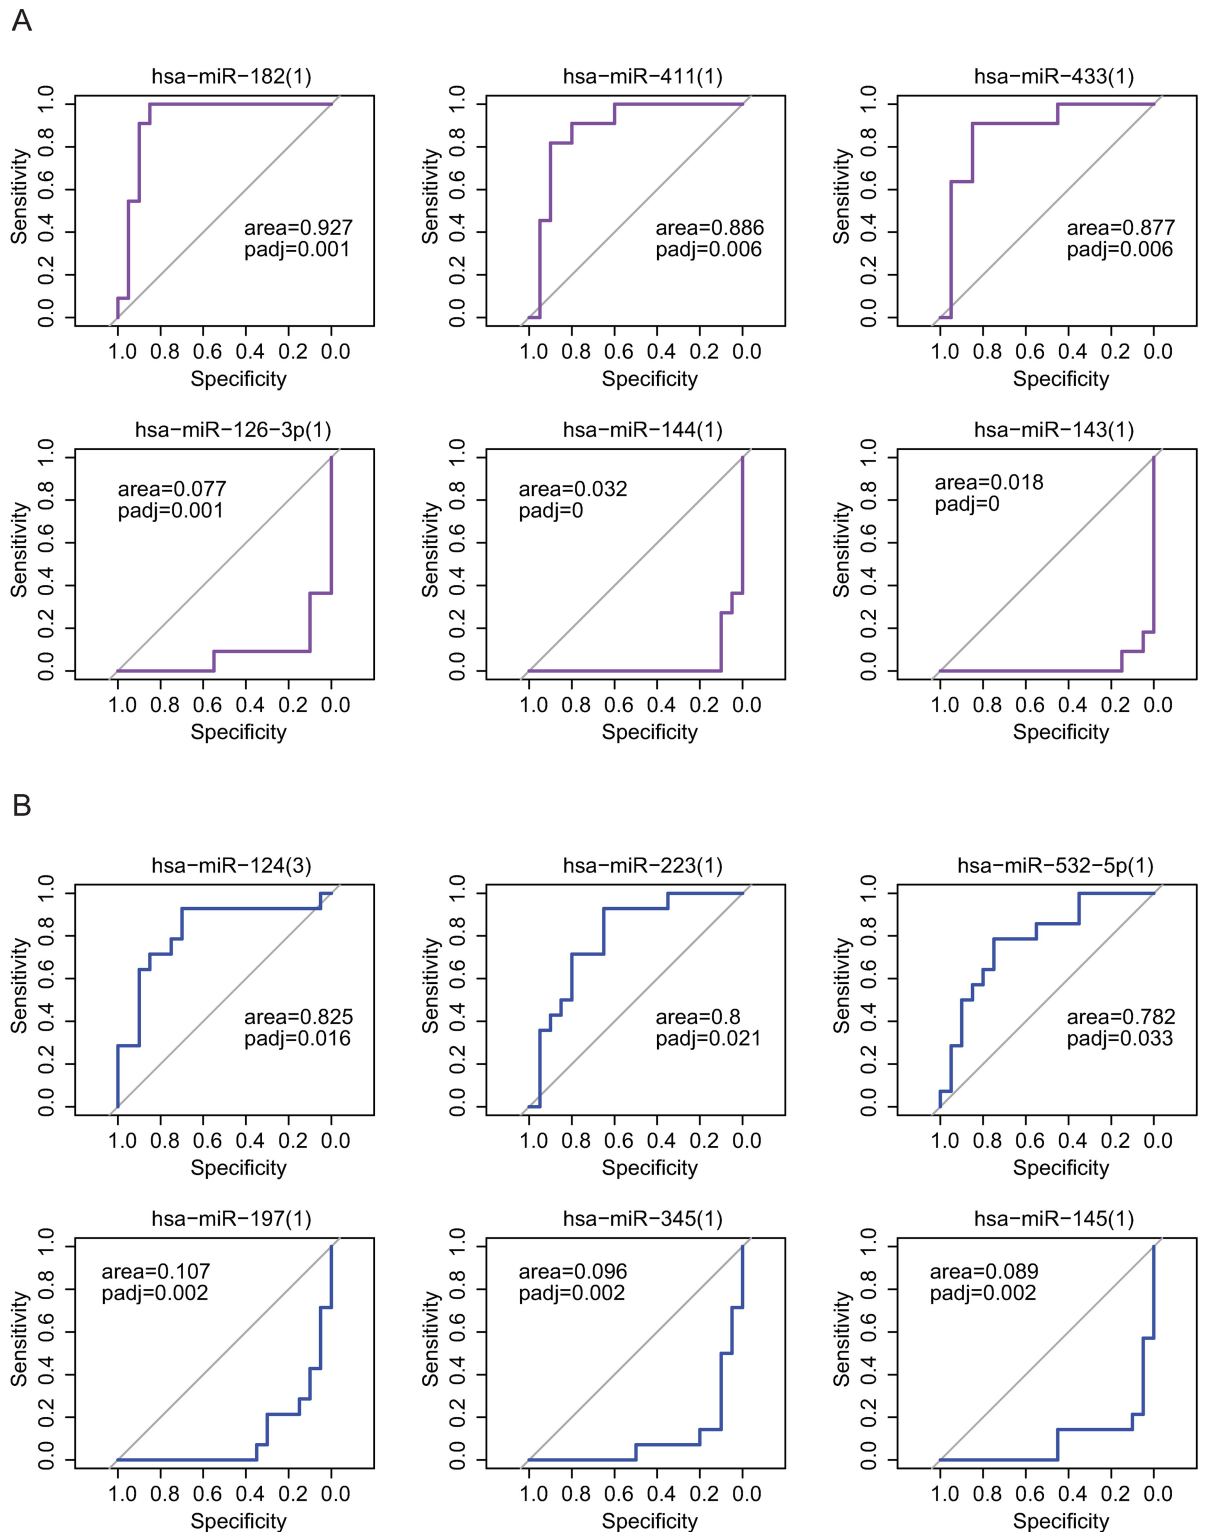 A
hsa−miR−182(1)
Sensitivity
0.0 0.2 0.4 0.6 0.8 1.0
area=0.927
padj=0.001
1.0 0.8 0.6 0.4 0.2 0.0
Specificity
hsa−miR−411(1)
Sensitivity
0.0 0.2 0.4 0.6 0.8 1.0
area=0.886
padj=0.006
1.0 0.8 0.6 0.4 0.2 0.0
Specificity
hsa−miR−433(1)
Sensitivity
0.0 0.2 0.4 0.6 0.8 1.0
area=0.877
padj=0.006
1.0 0.8 0.6 0.4 0.2 0.0
Specificity
hsa−miR−126−3p(1)
Sensitivity
0.0 0.2 0.4 0.6 0.8 1.0
area=0.077
padj=0.001
1.0 0.8 0.6 0.4 0.2 0.0
Specificity
hsa−miR−144(1)
Sensitivity
0.0 0.2 0.4 0.6 0.8 1.0
area=0.032
padj=0
1.0 0.8 0.6 0.4 0.2 0.0
Specificity
hsa−miR−143(1)
Sensitivity
0.0 0.2 0.4 0.6 0.8 1.0
area=0.018
padj=0
1.0 0.8 0.6 0.4 0.2 0.0
Specificity
B
hsa−miR−124(3)
Sensitivity
0.0 0.2 0.4 0.6 0.8 1.0
area=0.825
padj=0.016
1.0 0.8 0.6 0.4 0.2 0.0
Specificity
hsa−miR−223(1)
Sensitivity
0.0 0.2 0.4 0.6 0.8 1.0
area=0.8
padj=0.021
1.0 0.8 0.6 0.4 0.2 0.0
Specificity
hsa−miR−532−5p(1)
Sensitivity
0.0 0.2 0.4 0.6 0.8 1.0
area=0.782
padj=0.033
1.0 0.8 0.6 0.4 0.2 0.0
Specificity
hsa−miR−197(1)
Sensitivity
0.0 0.2 0.4 0.6 0.8 1.0
area=0.107
padj=0.002
1.0 0.8 0.6 0.4 0.2 0.0
Specificity
hsa−miR−345(1)
Sensitivity
0.0 0.2 0.4 0.6 0.8 1.0
area=0.096
padj=0.002
1.0 0.8 0.6 0.4 0.2 0.0
Specificity
hsa−miR−145(1)
Sensitivity
0.0 0.2 0.4 0.6 0.8 1.0
area=0.089
padj=0.002
1.0 0.8 0.6 0.4 0.2 0.0
Specificity